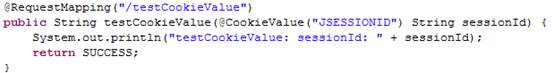 @RequestMapping("/testCookieValue")
public String testCookieValue(@CookieValue("JSESSIONID") String sessionId) {
    System.out.println("testCookieValue: sessionId: " + sessionId);
    return SUCCESS;
}